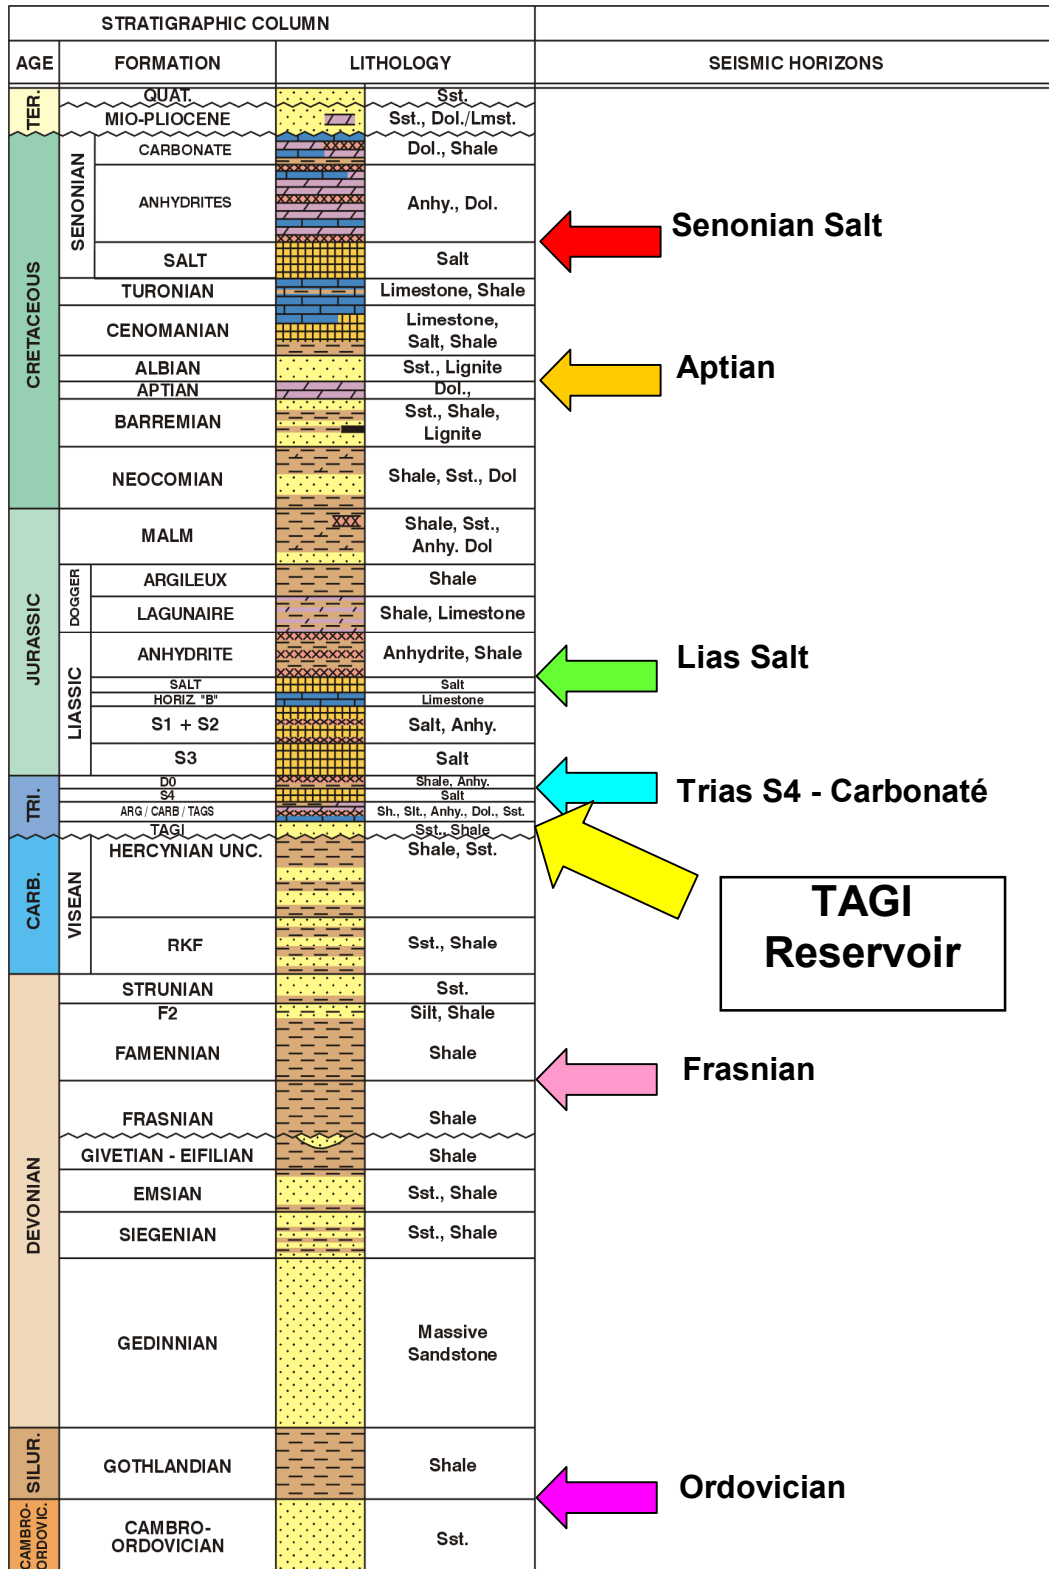 STRATIGRAPHIC COLUMN
AGE FORMATION LITHOLOGY SEISMIC HORIZONS
TER.
QUAT. Sst.
MIO-PLIOCENE Sst., Dol./Lmst.
CRETACEOUS
SENONIAN
CARBONATE Dol., Shale
ANHYDRITES Anhy., Dol.
Senonian Salt
SALT Salt
TURONIAN Limestone, Shale
CENOMANIAN Limestone,
Salt, Shale
ALBIAN Sst., Lignite
Aptian
APTIAN Dol.,
BARREMIAN Sst., Shale,
Lignite
NEOCOMIAN Shale, Sst., Dol
JURASSIC
MALM Shale, Sst.,
Anhy. Dol
DOGGER
ARGILEUX Shale
LAGUNAIRE Shale, Limestone
LIASSIC
ANHYDRITE Anhydrite, Shale
Lias Salt
SALT Salt
HORIZ. "B" Limestone
S1 + S2 Salt, Anhy.
S3 Salt
TRI.
D0 Shale, Anhy.
Trias S4 - Carbonaté
S4 Salt
ARG / CARB / TAGS Sh., Slt., Anhy., Dol., Sst.
TAGI Sst., Shale
CARB.
VISEAN
HERCYNIAN UNC. Shale, Sst.
TAGI
Reservoir
RKF Sst., Shale
DEVONIAN
STRUNIAN Sst.
F2 Silt, Shale
FAMENNIAN Shale
Frasnian
FRASNIAN Shale
GIVETIAN - EIFILIAN Shale
EMSIAN Sst., Shale
SIEGENIAN Sst., Shale
GEDINNIAN Massive
Sandstone
SILUR.
GOTHLANDIAN Shale
Ordovician
CAMBRO-
ORDOVIC.
CAMBRO-
ORDOVICIAN Sst.